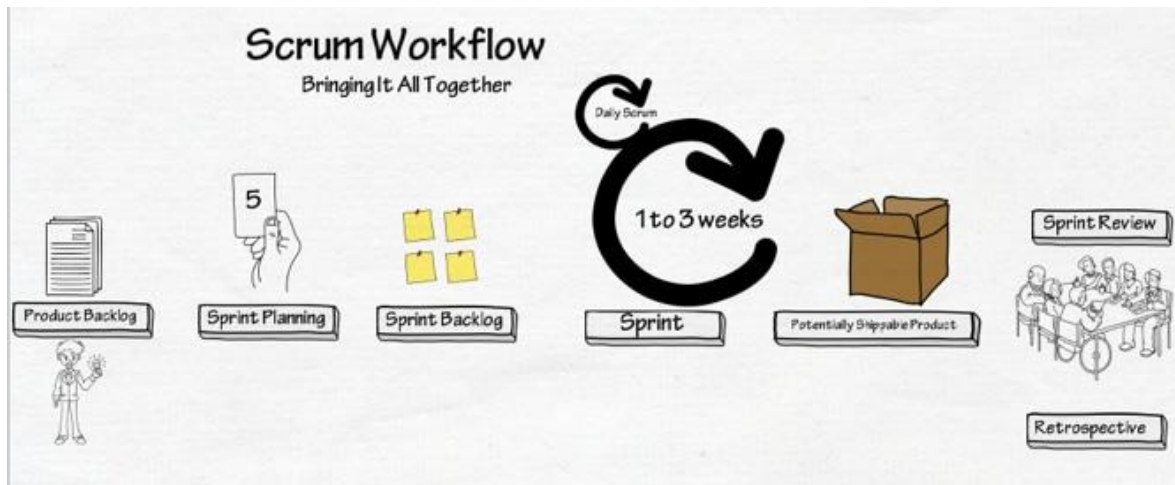 Scrum Workflow
Bringing It All Together
Daily Scrum
5
1 to 3 weeks
Sprint Review
Product Backlog
Sprint Planning
Sprint Backlog
Sprint
Potentially Shippable Product
Retrospective